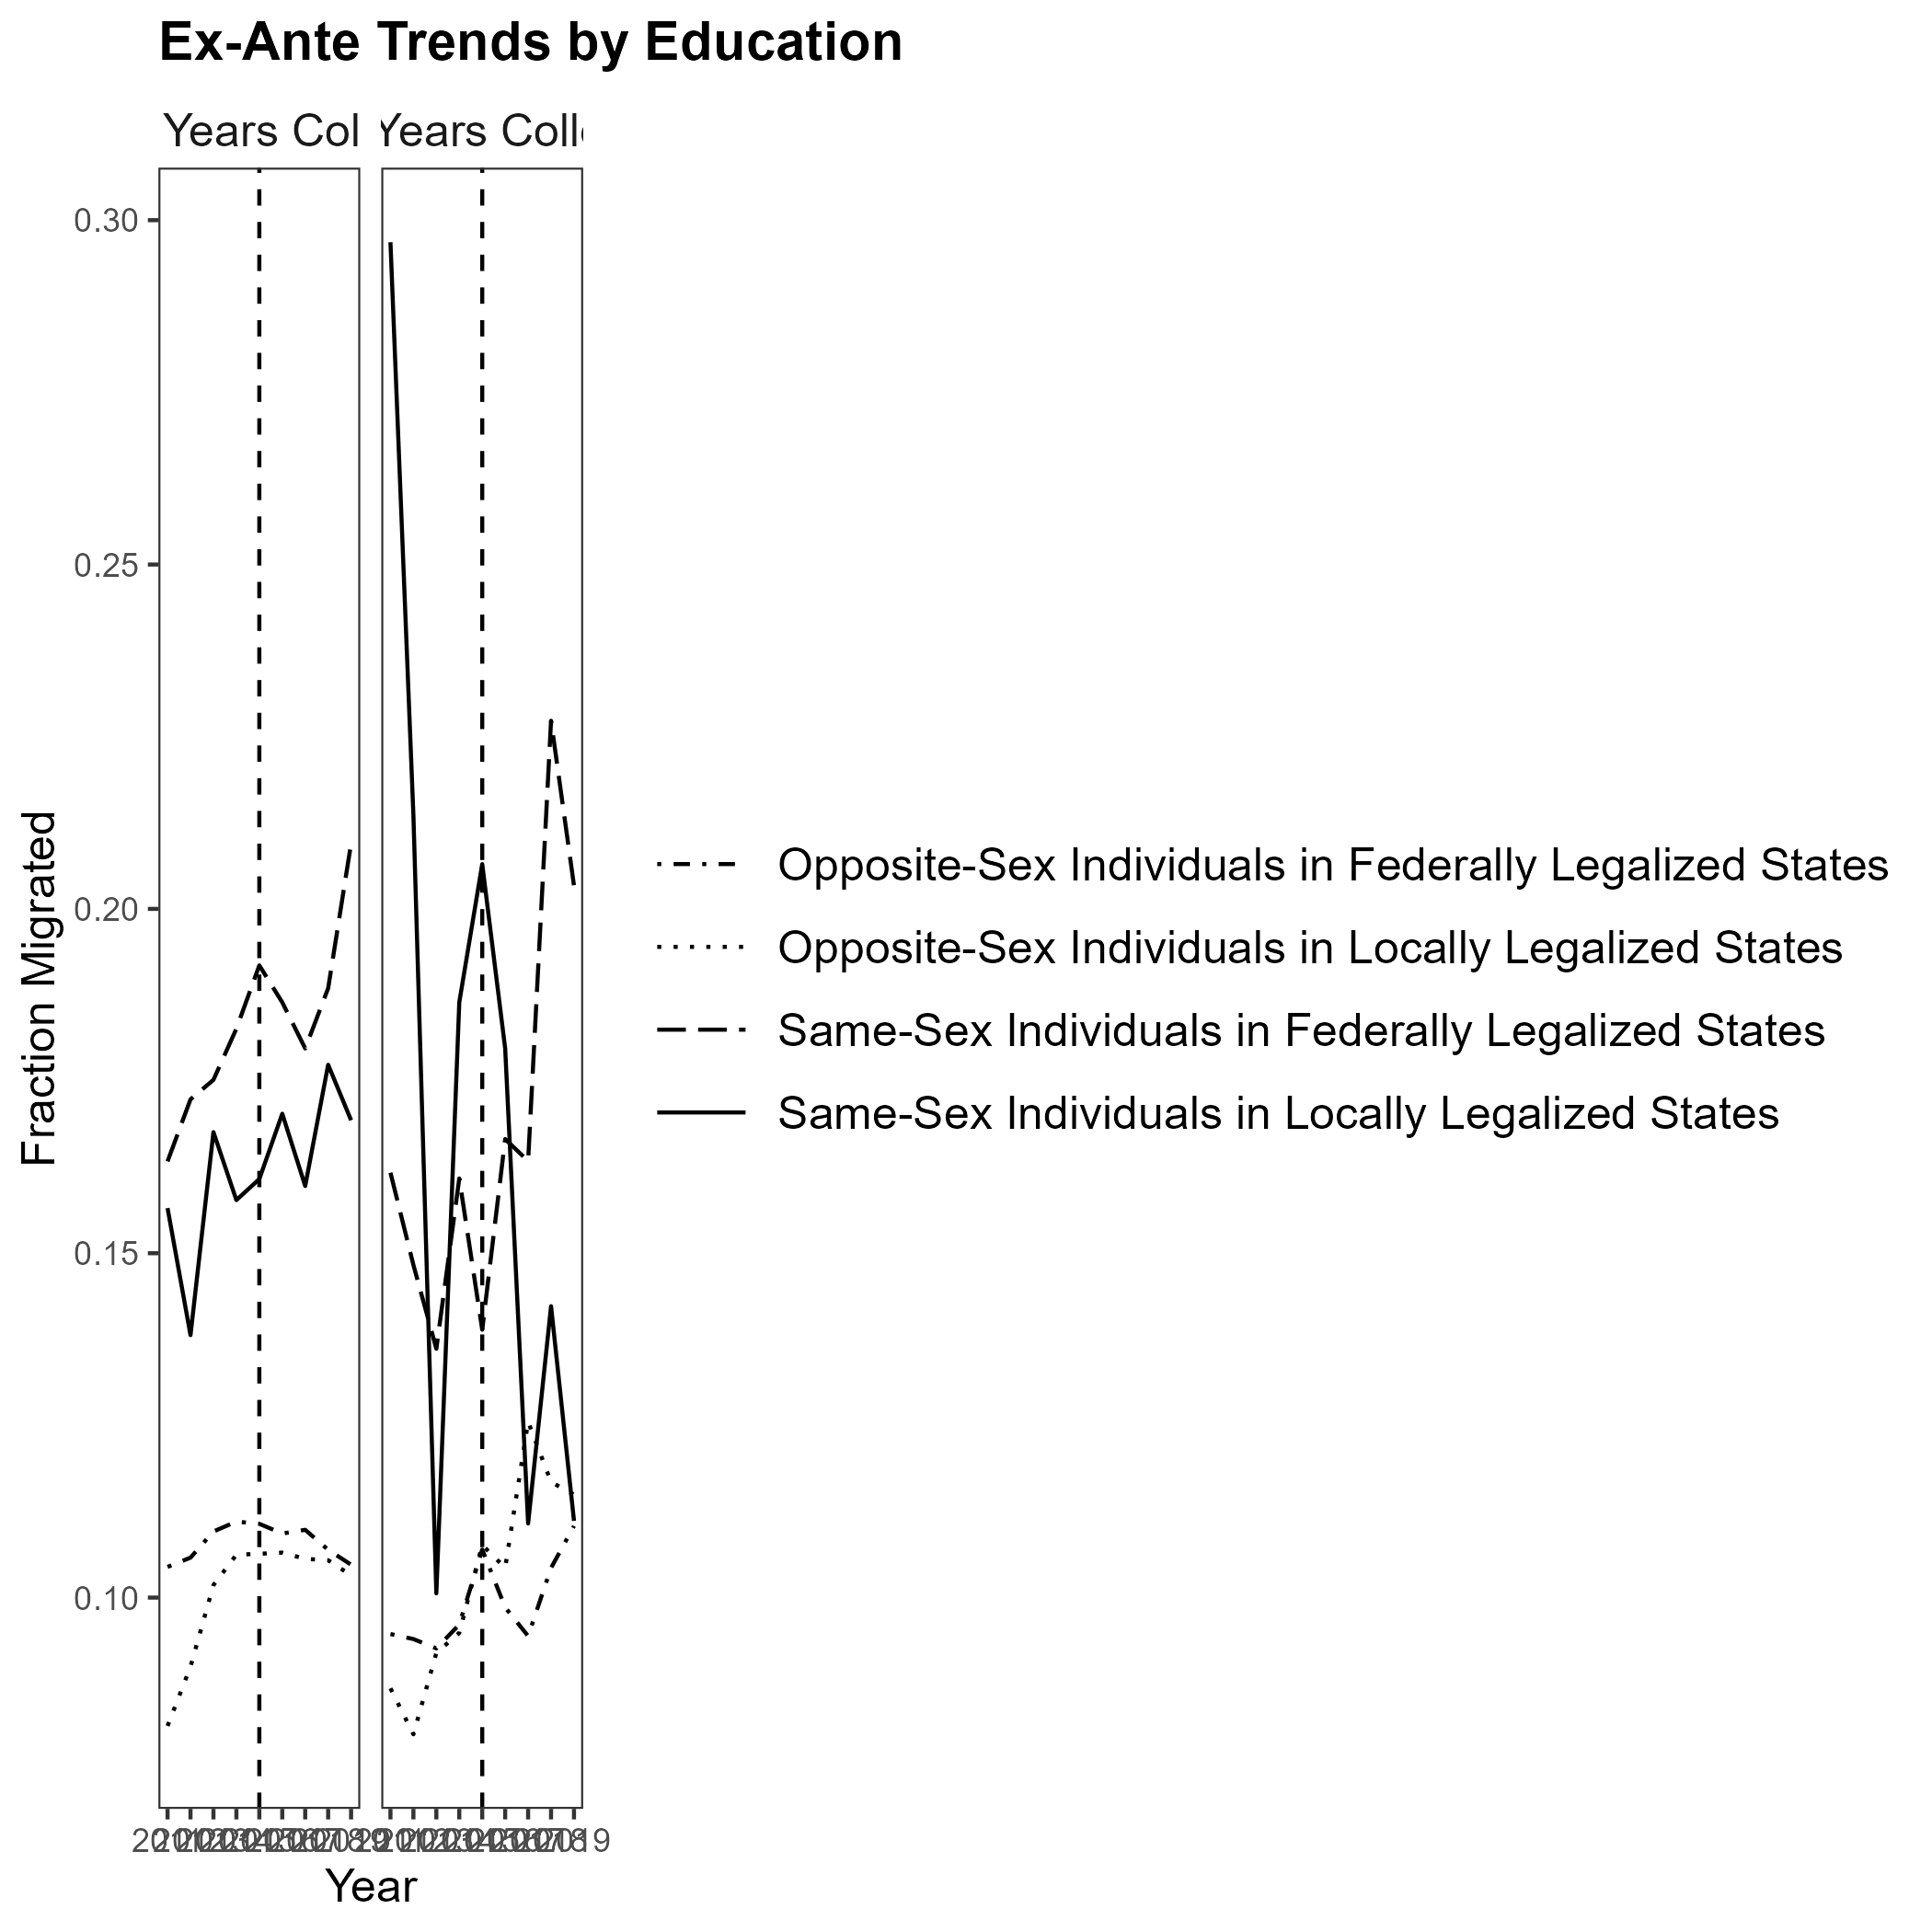 Ex-Ante Trends by Education
Years Col
Years Coll
0.30
0.25
0.20
0.15
0.10
Fraction Migrated
Opposite-Sex Individuals in Federally Legalized States
Opposite-Sex Individuals in Locally Legalized States
Same-Sex Individuals in Federally Legalized States
Same-Sex Individuals in Locally Legalized States
Year